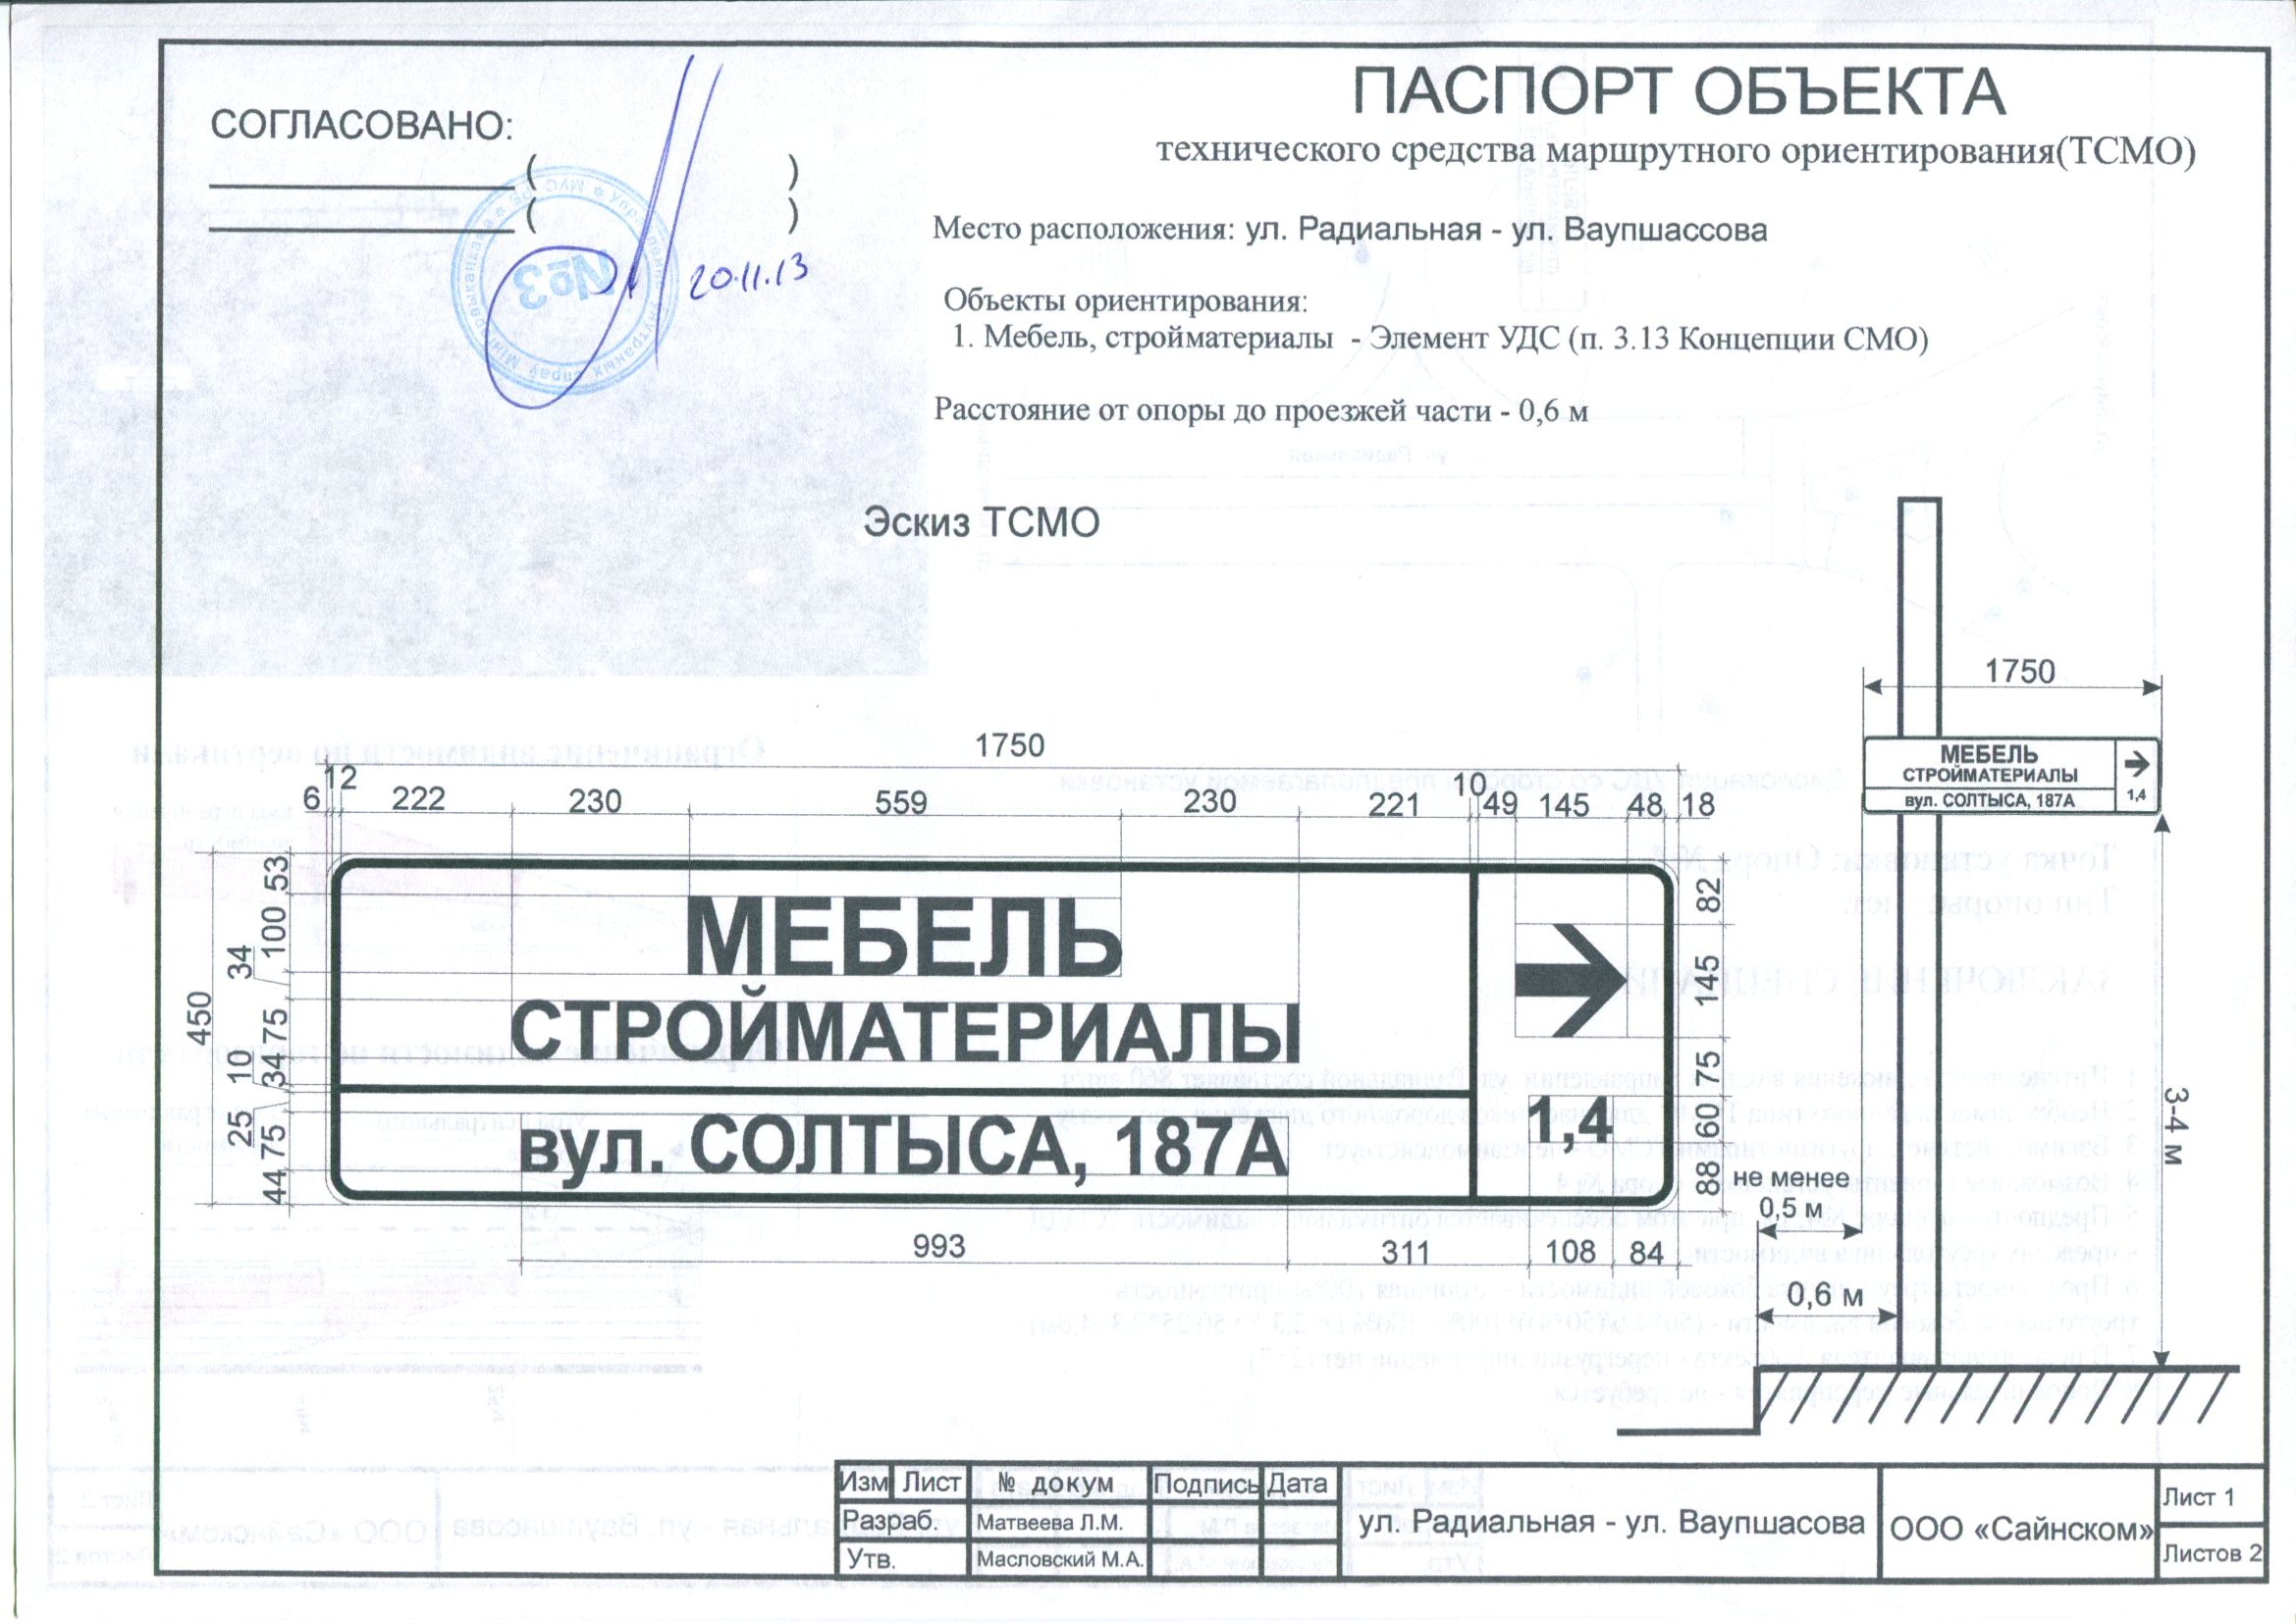 СОГЛАСОВАНО:
( )
( )
№3
20.11.13
ПАСПОРТ ОБЪЕКТА
технического средства маршрутного ориентирования(ТСМО)
Место расположения: ул. Радиальная - ул. Ваупшассова
Объекты ориентирования:
1. Мебель, стройматериалы - Элемент УДС (п. 3.13 Концепции СМО)
Расстояние от опоры до проезжей части - 0,6 м
Эскиз ТСМО
1750
6 12 222 230 559 230 221 10 49 145 48 18
450
53
100
34
75
34
10
25
75
44
МЕБЕЛЬ
СТРОЙМАТЕРИАЛЫ
вул. СОЛТЫСА, 187А
1,4
82
145
75
60
88
993 311 108 84
1750
МЕБЕЛЬ
СТРОЙМАТЕРИАЛЫ
вул. СОЛТЫСА, 187А
1,4
3-4 м
не менее
0,5 м
0,6 м
Изм Лист № докум Подпись Дата
Разраб. Матвеева Л.М.
Утв. Масловский М.А.
ул. Радиальная - ул. Ваупшасова
ООО «Сайнском»
Лист 1
Листов 2